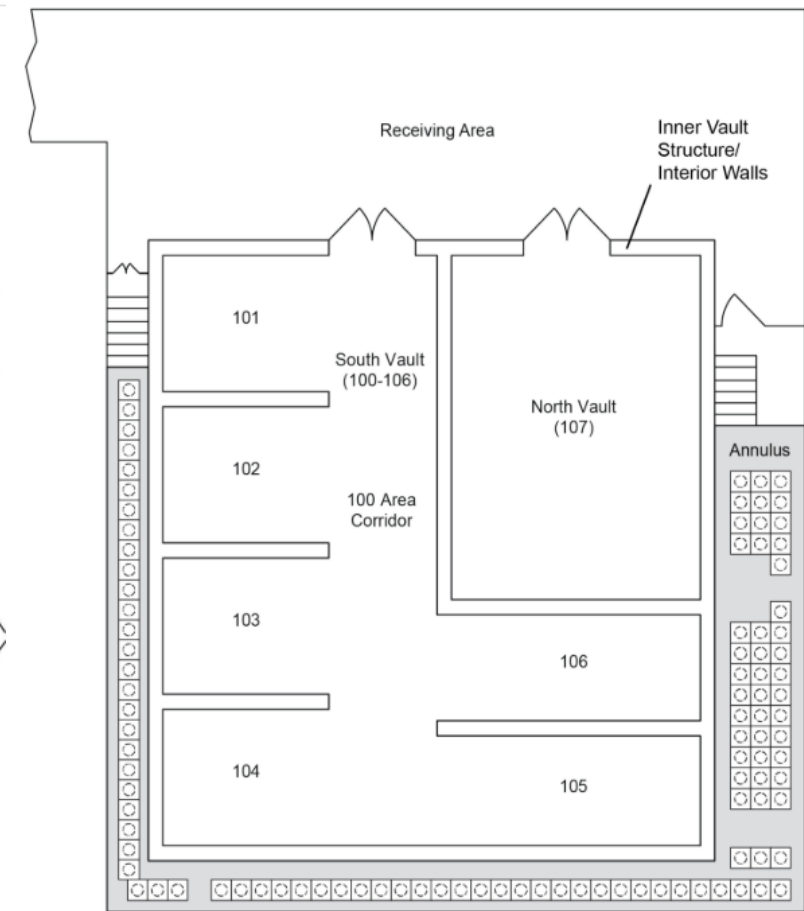 Receiving Area
Inner Vault
Structure/
Interior Walls
101
South Vault
(100-106)
North Vault
(107)
Annulus
102
100 Area
Corridor
103
106
104
105